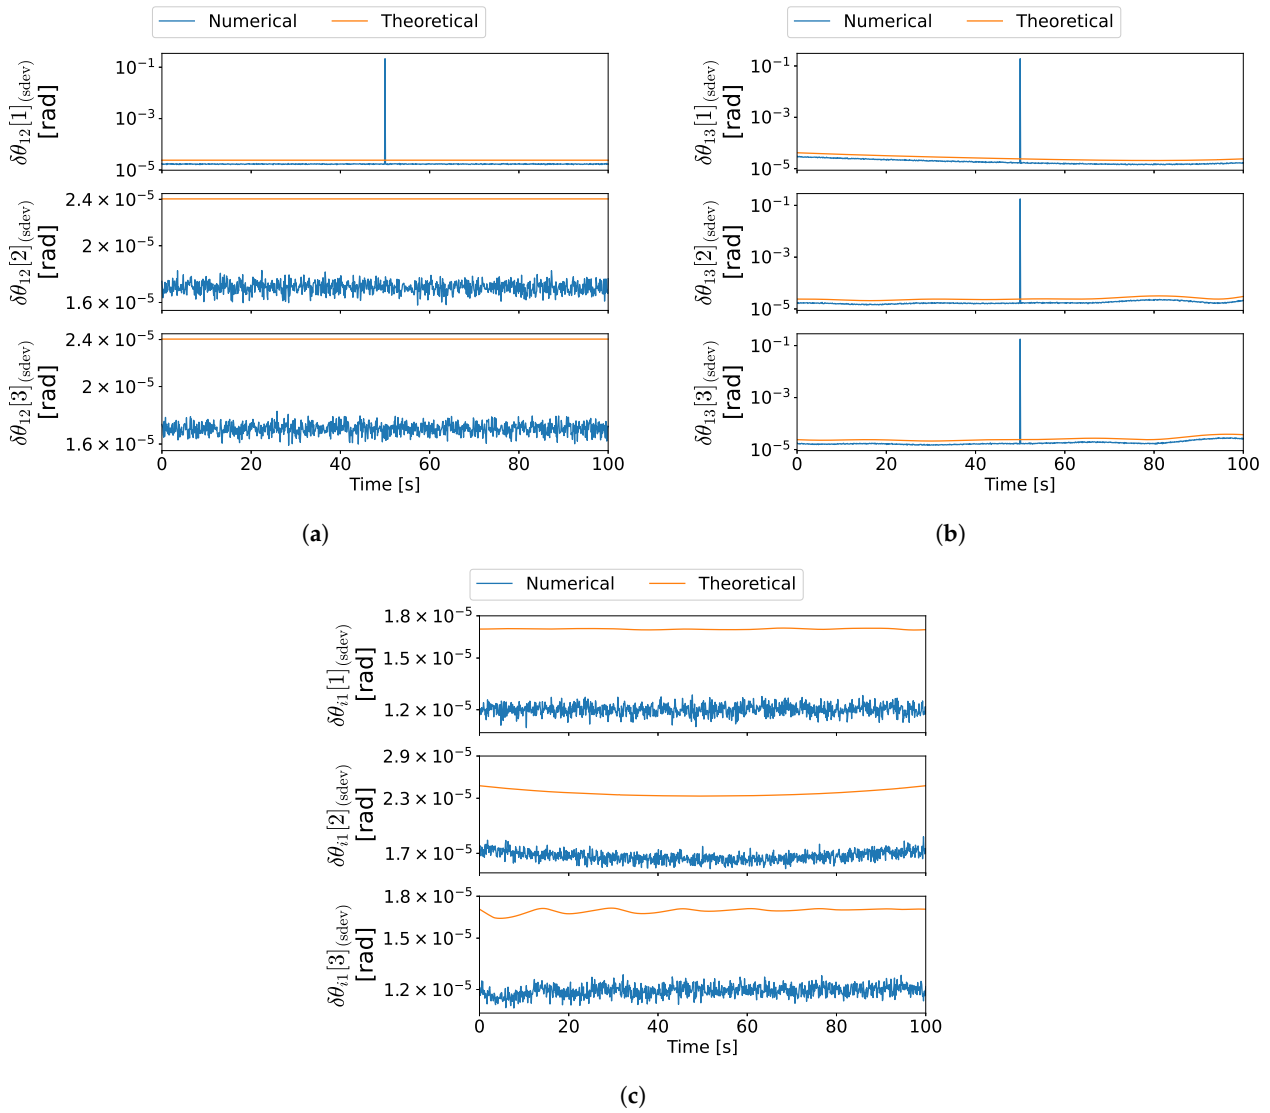 Numerical Theoretical
δθ₁₂[1](sdev)
[rad]
10⁻¹
10⁻³
10⁻⁵
δθ₁₂[2](sdev)
[rad]
2.4 × 10⁻⁵
2 × 10⁻⁵
1.6 × 10⁻⁵
δθ₁₂[3](sdev)
[rad]
2.4 × 10⁻⁵
2 × 10⁻⁵
1.6 × 10⁻⁵
0 20 40 60 80 100
Time [s]
(a)
Numerical Theoretical
δθ₁₃[1](sdev)
[rad]
10⁻¹
10⁻³
10⁻⁵
δθ₁₃[2](sdev)
[rad]
10⁻¹
10⁻³
10⁻⁵
δθ₁₃[3](sdev)
[rad]
10⁻¹
10⁻³
10⁻⁵
0 20 40 60 80 100
Time [s]
(b)
Numerical Theoretical
δθᵢ₁[1](sdev)
[rad]
1.8 × 10⁻⁵
1.5 × 10⁻⁵
1.2 × 10⁻⁵
δθᵢ₁[2](sdev)
[rad]
2.9 × 10⁻⁵
2.3 × 10⁻⁵
1.7 × 10⁻⁵
δθᵢ₁[3](sdev)
[rad]
1.8 × 10⁻⁵
1.5 × 10⁻⁵
1.2 × 10⁻⁵
0 20 40 60 80 100
Time [s]
(c)